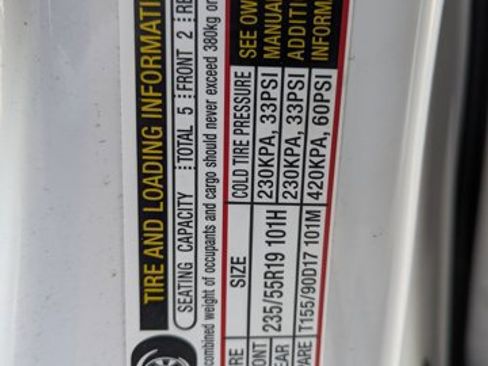 TIRE AND LOADING INFORMATI
SEATING CAPACITY TOTAL 5 FRONT 2 RE
combined weight of occupants and cargo should never exceed 380kg or
RE SIZE COLD TIRE PRESSURE SEE OW
ONT 235/55R19 101H 230KPA, 33PSI MANUA
EAR 230KPA, 33PSI ADDITI
PARE T155/90D17 101M 420KPA, 60PSI INFORM